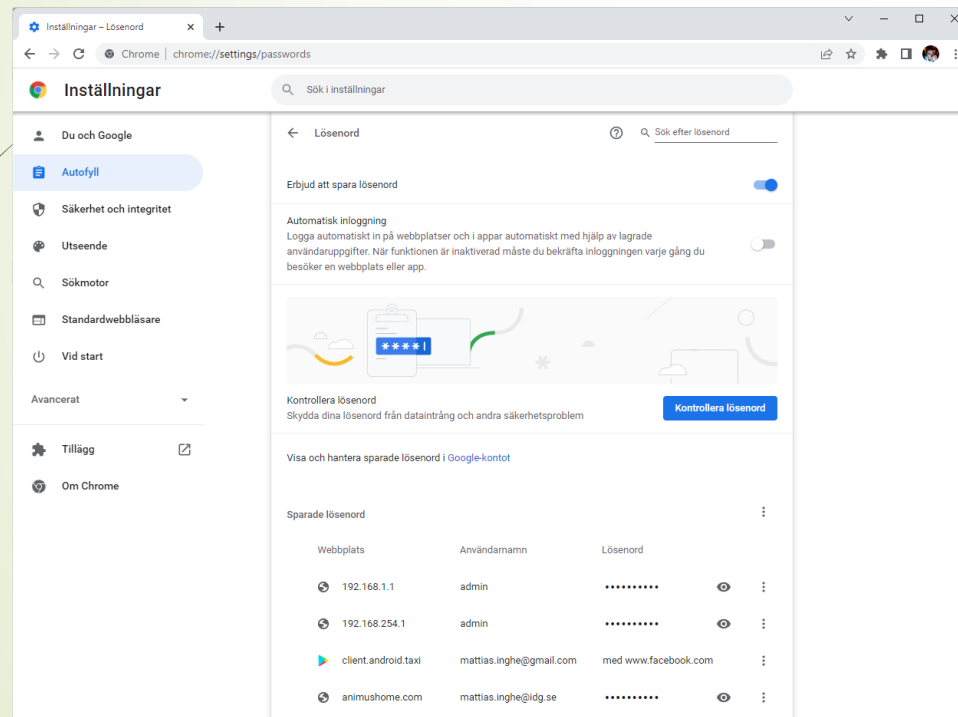 Inställningar – Lösenord
Chrome | chrome://settings/passwords
Inställningar
Sök i inställningar
Du och Google
Autofyll
Säkerhet och integritet
Utseende
Sökmotor
Standardwebbläsare
Vid start
Avancerat
Tillägg
Om Chrome
Lösenord
Sök efter lösenord
Erbjud att spara lösenord
Automatisk inloggning
Logga automatiskt in på webbplatser och i appar automatiskt med hjälp av lagrade
användaruppgifter. När funktionen är inaktiverad måste du bekräfta inloggningen varje gång du
besöker en webbplats eller app.
****|
Kontrollera lösenord
Skydda dina lösenord från dataintrång och andra säkerhetsproblem
Kontrollera lösenord
Visa och hantera sparade lösenord i Google-kontot
Sparade lösenord
Webbplats Användarnamn Lösenord
192.168.1.1 admin ••••••••••
192.168.254.1 admin ••••••••••
client.android.taxi mattias.inghe@gmail.com med www.facebook.com
animushome.com mattias.inghe@idg.se ••••••••••